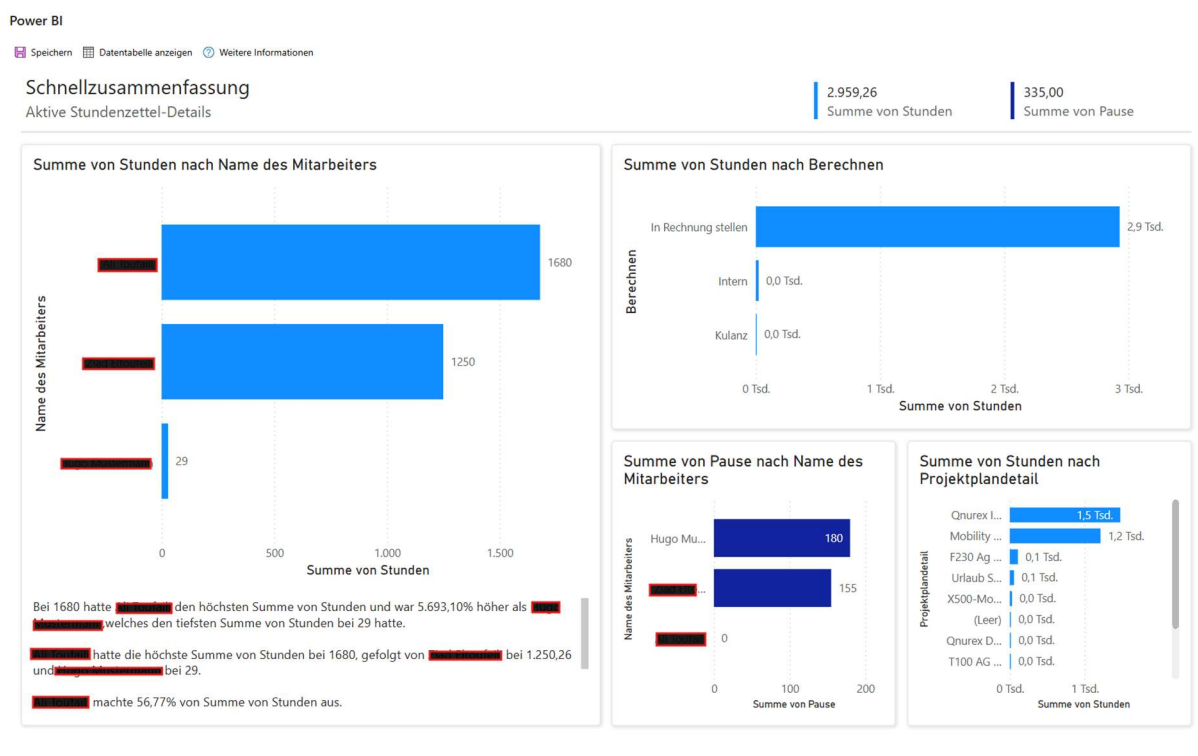 Power BI
Speichern Datentabelle anzeigen Weitere Informationen
Schnellzusammenfassung
Aktive Stundenzettel-Details
2.959,26
Summe von Stunden
335,00
Summe von Pause
Summe von Stunden nach Name des Mitarbeiters
Name des Mitarbeiters
1680
1250
29
0 500 1.000 1.500
Summe von Stunden
Bei 1680 hatte den höchsten Summe von Stunden und war 5.693,10% höher als
,welches den tiefsten Summe von Stunden bei 29 hatte.
hatte die höchste Summe von Stunden bei 1680, gefolgt von bei 1.250,26
und bei 29.
machte 56,77% von Summe von Stunden aus.
Summe von Stunden nach Berechnen
Berechnen
In Rechnung stellen 2,9 Tsd.
Intern 0,0 Tsd.
Kulanz 0,0 Tsd.
0 Tsd. 1 Tsd. 2 Tsd. 3 Tsd.
Summe von Stunden
Summe von Pause nach Name des
Mitarbeiters
Name des Mitarbeiters
Hugo Mu... 180
... 155
0
0 100 200
Summe von Pause
Summe von Stunden nach
Projektplandetail
Projektplandetail
Qnurex I... 1,5 Tsd.
Mobility ... 1,2 Tsd.
F230 Ag ... 0,1 Tsd.
Urlaub S... 0,1 Tsd.
X500-Mo... 0,0 Tsd.
(Leer) 0,0 Tsd.
Qnurex D... 0,0 Tsd.
T100 AG ... 0,0 Tsd.
0 Tsd. 1 Tsd.
Summe von Stunden